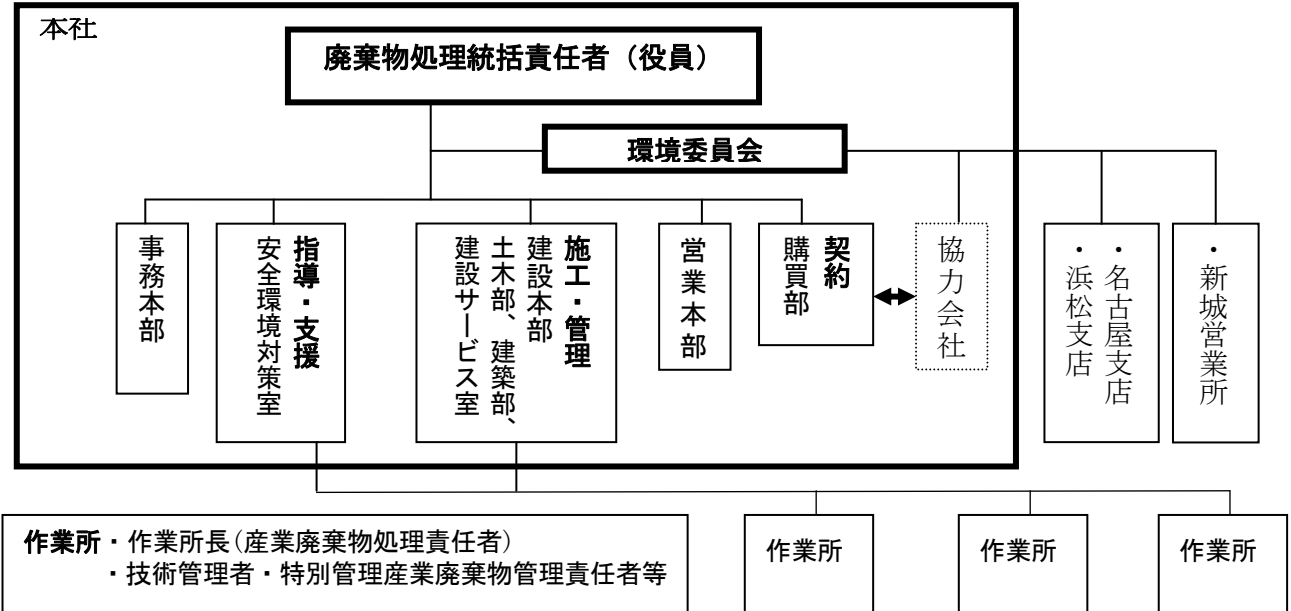 本社
廃棄物処理統括責任者（役員）
環境委員会
事務本部
指導・支援
安全環境対策室
施工・管理
建設本部
土木部、建築部、
建設サービス室
営業本部
契約
購買部
協力会社
・名古屋支店
・浜松支店
・新城営業所
作業所・作業所長(産業廃棄物処理責任者)
・技術管理者・特別管理産業廃棄物管理責任者等
作業所
作業所
作業所